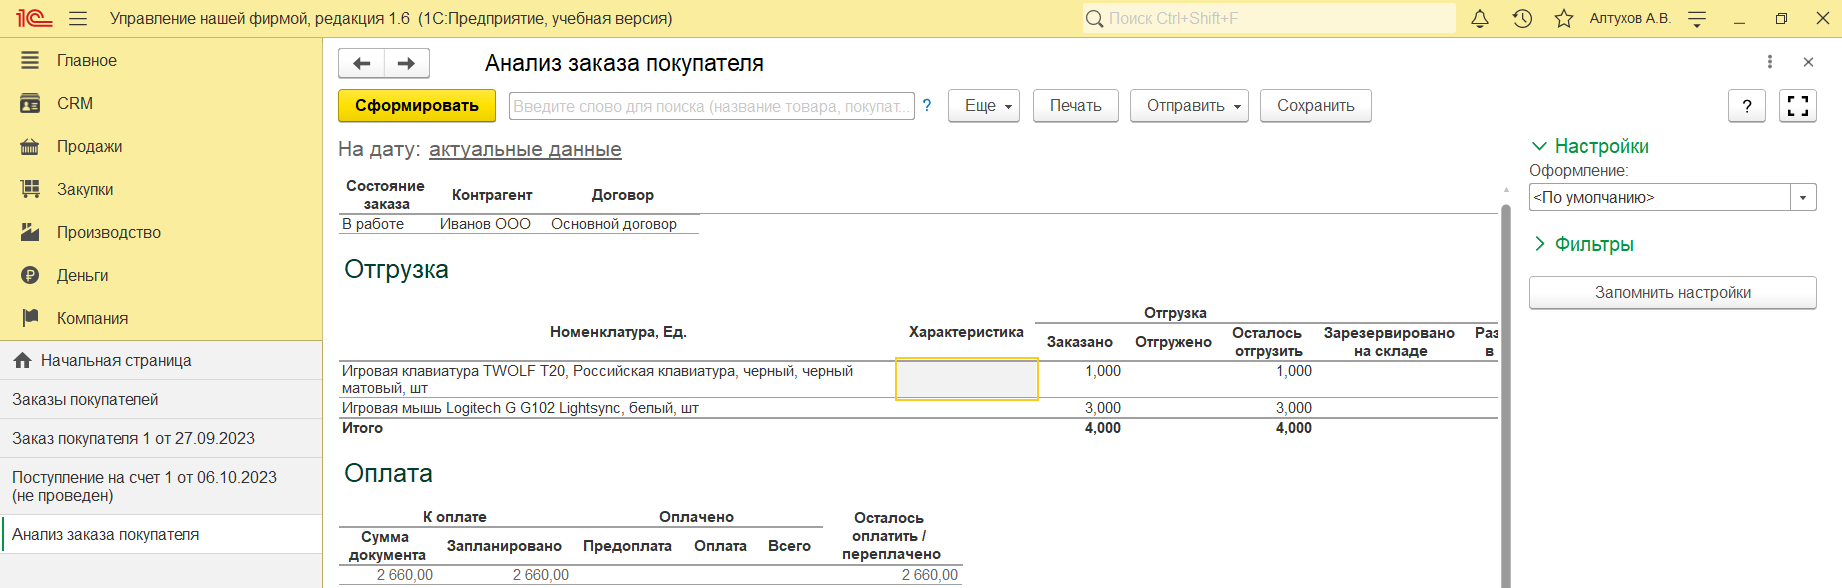 1С Управление нашей фирмой, редакция 1.6 (1С:Предприятие, учебная версия) Поиск Ctrl+Shift+F Алтухов А.В.
Главное
CRM
Продажи
Закупки
Производство
Деньги
Компания
Начальная страница
Заказы покупателей
Заказ покупателя 1 от 27.09.2023
Поступление на счет 1 от 06.10.2023
(не проведен)
Анализ заказа покупателя
Анализ заказа покупателя
Сформировать Введите слово для поиска (название товара, покупат... ? Еще Печать Отправить Сохранить ?
На дату: актуальные данные
Состояние заказа Контрагент Договор
В работе Иванов ООО Основной договор
Отгрузка
Номенклатура, Ед. Характеристика Отгрузка
Заказано Отгружено Осталось отгрузить Зарезервировано на складе Раз в
Игровая клавиатура TWOLF T20, Российская клавиатура, черный, черный 1,000 1,000
матовый, шт
Игровая мышь Logitech G G102 Lightsync, белый, шт 3,000 3,000
Итого 4,000 4,000
Оплата
К оплате Оплачено Осталось оплатить / переплачено
Сумма документа Запланировано Предоплата Оплата Всего
2 660,00 2 660,00 2 660,00
Настройки
Оформление:
<По умолчанию>
Фильтры
Запомнить настройки